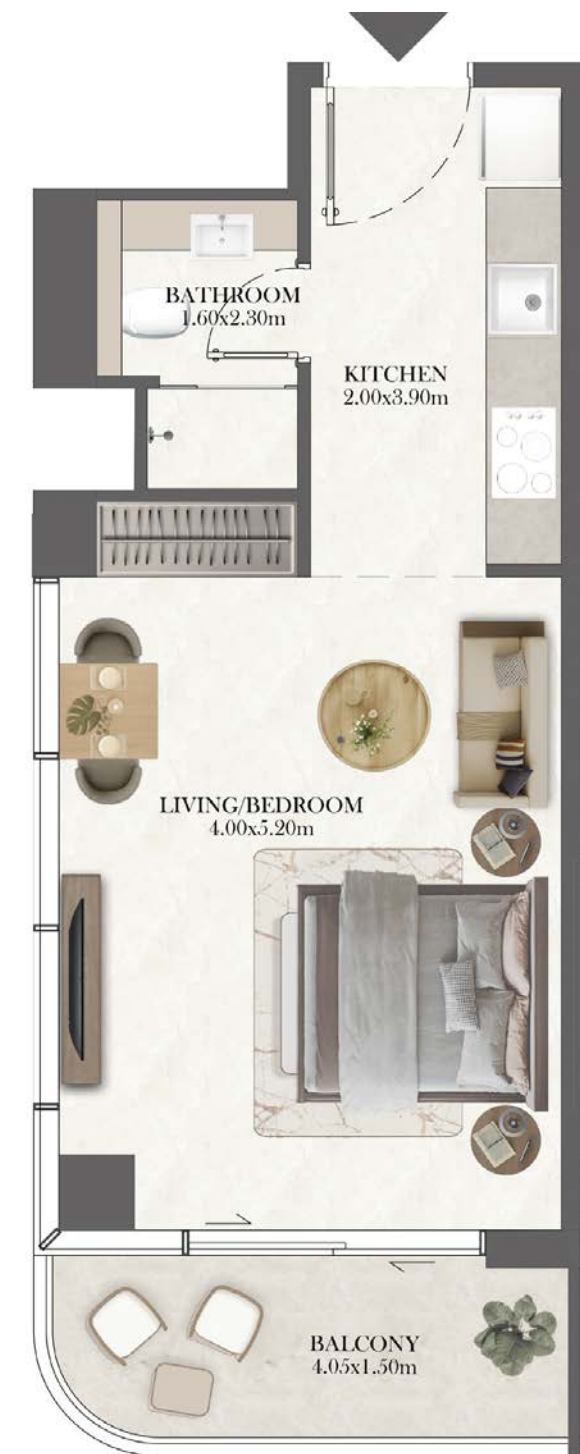 BATHROOM
1.60x2.30m
KITCHEN
2.00x3.90m
LIVING/BEDROOM
4.00x5.20m
BALCONY
4.05x1.50m